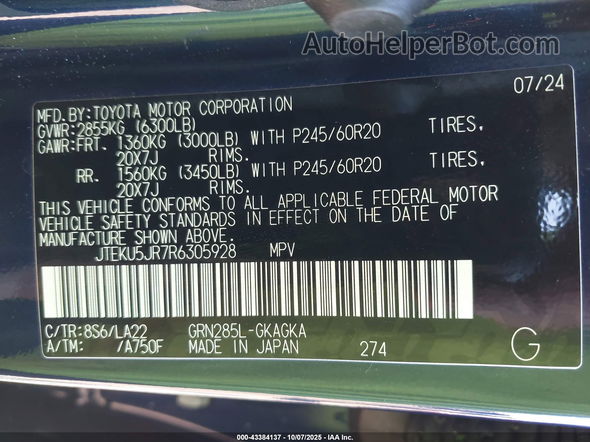 AutoHelperBot.com
07/24
MFD.BY:TOYOTA MOTOR CORPORATION
GVWR:2855KG (6300LB)
GAWR:FRT. 1360KG (3000LB) WITH P245/60R20 TIRES,
20X7J RIMS.
RR. 1560KG (3450LB) WITH P245/60R20 TIRES,
20X7J RIMS.
THIS VEHICLE CONFORMS TO ALL APPLICABLE FEDERAL MOTOR
VEHICLE SAFETY STANDARDS IN EFFECT ON THE DATE OF
MANUFACTURE SHOWN ABOVE.
JTEKU5JR7R6305928 MPV
C/TR:8S6/LA22 GRN285L-GKAGKA
A/TM: /A750F MADE IN JAPAN 274 G
000-43384137 - 10/07/2025 - IAA Inc.